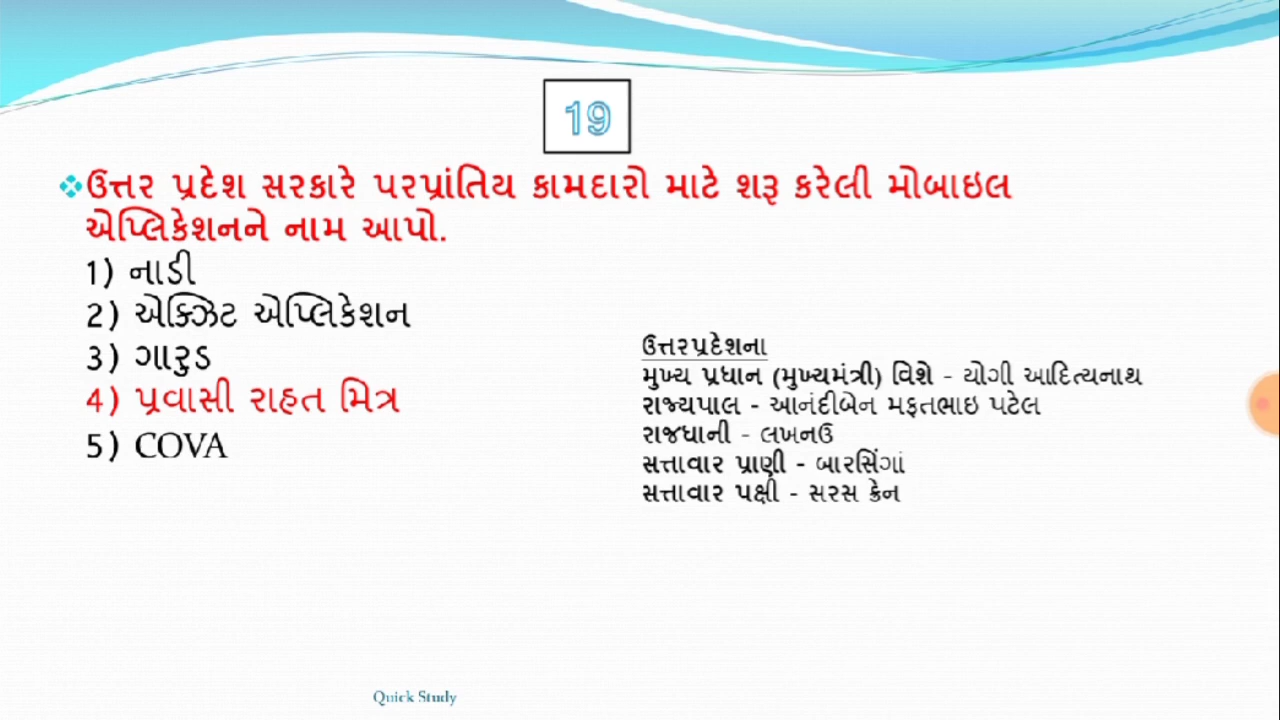 19
❖ઉત્તર પ્રદેશ સરકારે પરપ્રાંતિય કામદારો માટે શરૂ કરેલી મોબાઇલ
એપ્લિકેશનને નામ આપો.
1) નાડી
2) એક્ઝિટ એપ્લિકેશન
3) ગારુડ
4) પ્રવાસી રાહત મિત્ર
5) COVA
ઉત્તરપ્રદેશના
મુખ્ય પ્રધાન (મુખ્યમંત્રી) વિશે - યોગી આદિત્યનાથ
રાજ્યપાલ - આનંદીબેન મફતભાઇ પટેલ
રાજધાની - લખનઉ
સત્તાવાર પ્રાણી - બારસિંગાં
સત્તાવાર પક્ષી - સરસ ક્રેન
Quick Study